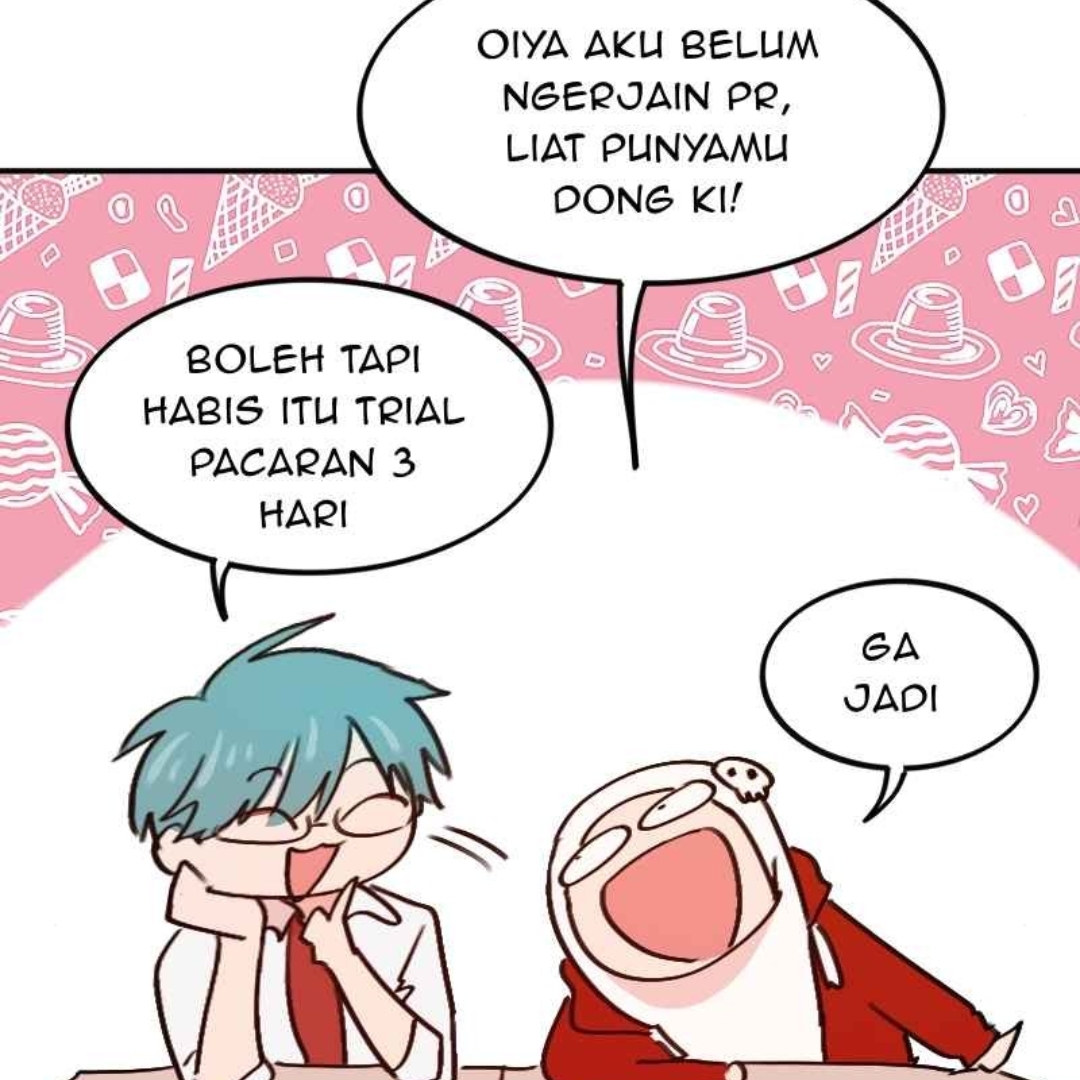 OIYA AKU BELUM
NGERJAIN PR,
LIAT PUNYAMU
DONG KI!
BOLEH TAPI
HABIS ITU TRIAL
PACARAN 3
HARI
GA
JADI